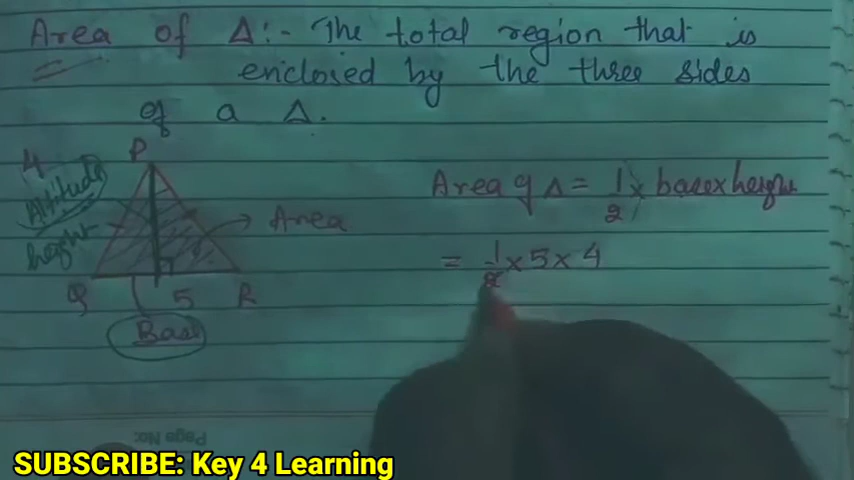 Area of Δ:- The total region that is
enclosed by the three sides
of a Δ.
4
P
Altitude
height
Area
Q 5 R
Base
Area of Δ = 1/2 × base × height
= 1/2 × 5 × 4
Page No:
SUBSCRIBE: Key 4 Learning